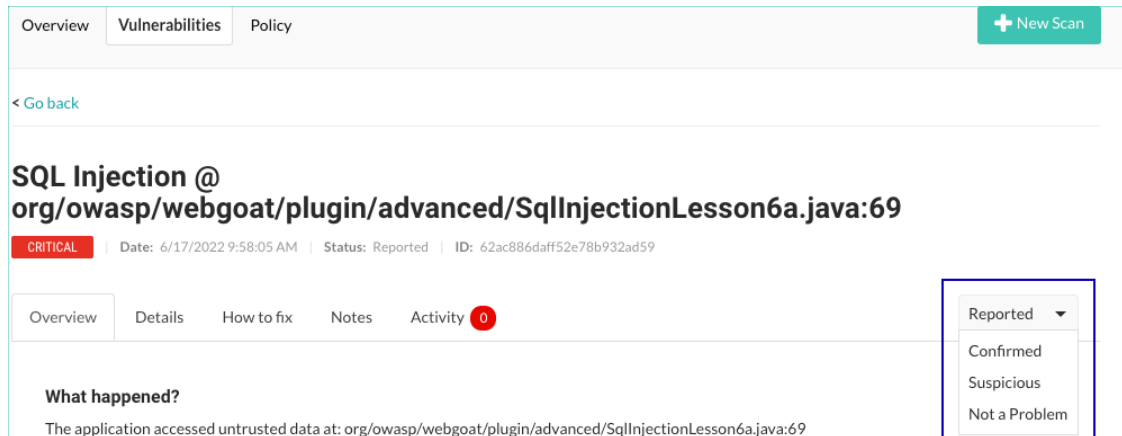 Overview Vulnerabilities Policy
New Scan
< Go back
SQL Injection @
org/owasp/webgoat/plugin/advanced/SqlInjectionLesson6a.java:69
CRITICAL | Date: 6/17/2022 9:58:05 AM | Status: Reported | ID: 62ac886daff52e78b932ad59
Overview Details How to fix Notes Activity 0
Reported
Confirmed
Suspicious
Not a Problem
What happened?
The application accessed untrusted data at: org/owasp/webgoat/plugin/advanced/SqlInjectionLesson6a.java:69